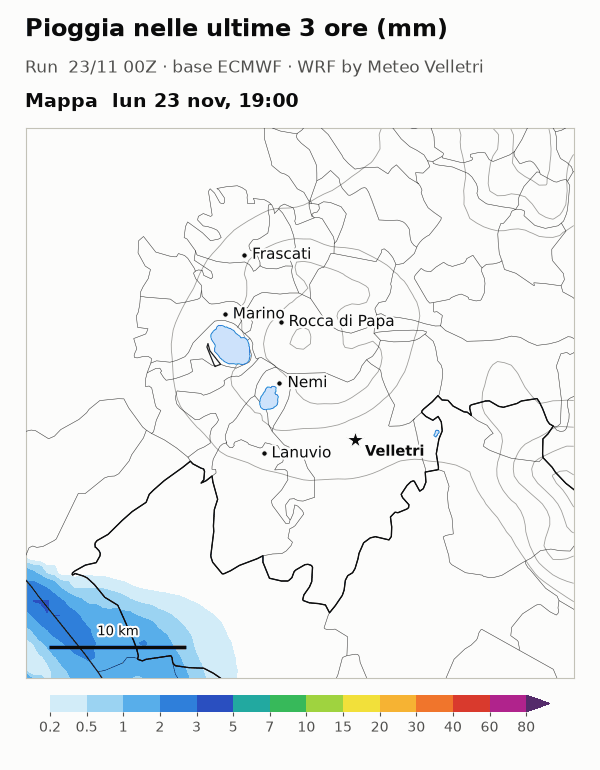 Pioggia nelle ultime 3 ore (mm)
Run  23/11 00Z · base ECMWF · WRF by Meteo Velletri
Mappa  lun 23 nov, 19:00
Frascati
Marino
Rocca di Papa
Nemi
Velletri
Lanuvio
10 km
0.2 0.5 1 2 3 5 7 10 15 20 30 40 60 80